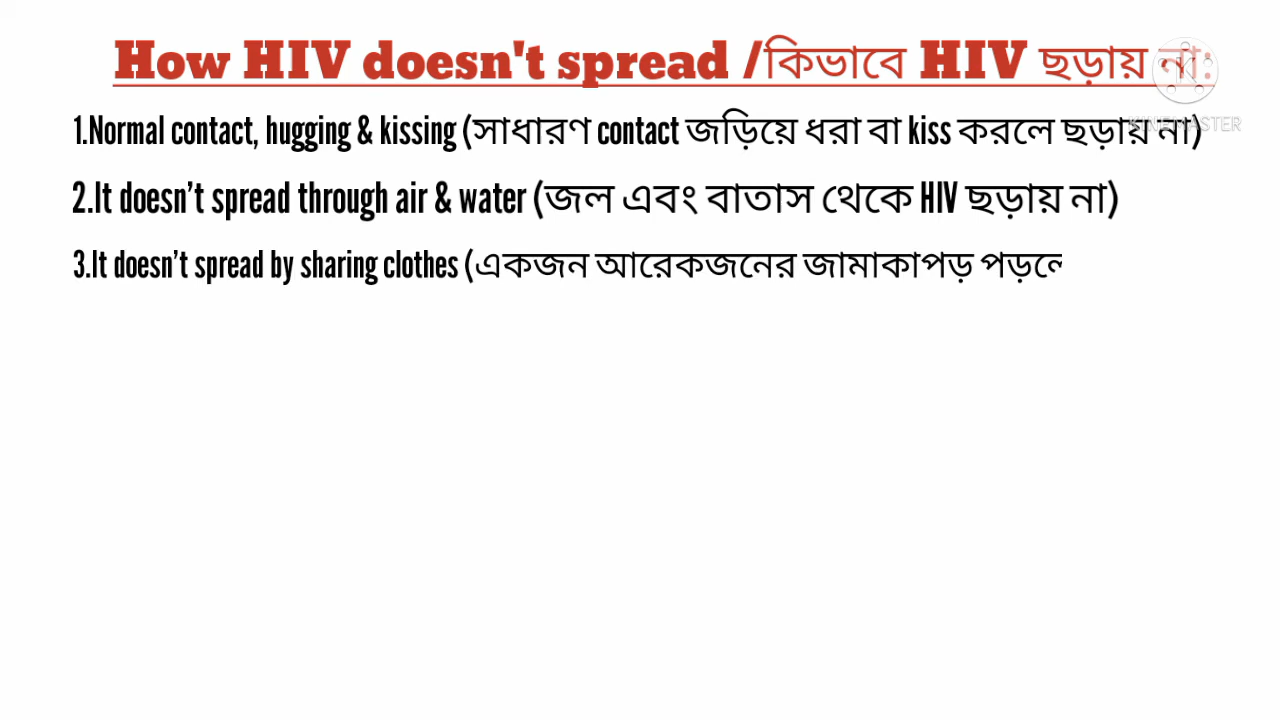 How HIV doesn't spread /কিভাবে HIV ছড়ায় না:
1.Normal contact, hugging & kissing (সাধারণ contact জড়িয়ে ধরা বা kiss করলে ছড়ায় না)
KINEMASTER
2.It doesn’t spread through air & water (জল এবং বাতাস থেকে HIV ছড়ায় না)
3.It doesn’t spread by sharing clothes (একজন আরেকজনের জামাকাপড় পড়লে